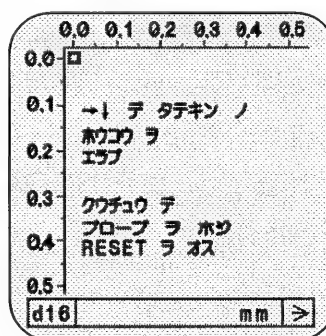 0.0 0.1 0.2 0.3 0.4 0.5
0.0
0.1
→↓ デ タテキン ノ
ホウコウ ヲ
0.2
エラブ
0.3
クウチュウ デ
プローブ ヲ ホジ
0.4
RESET ヲ オス
0.5
d16 mm >